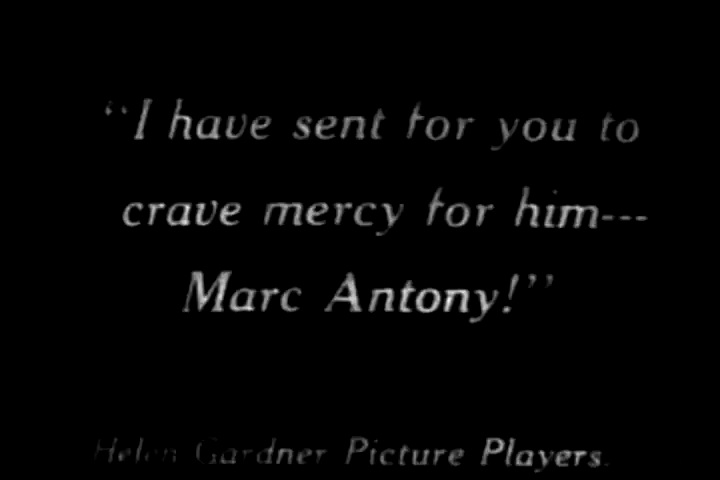 “I have sent for you to
crave mercy for him---
Marc Antony!”
Helen Gardner Picture Players.